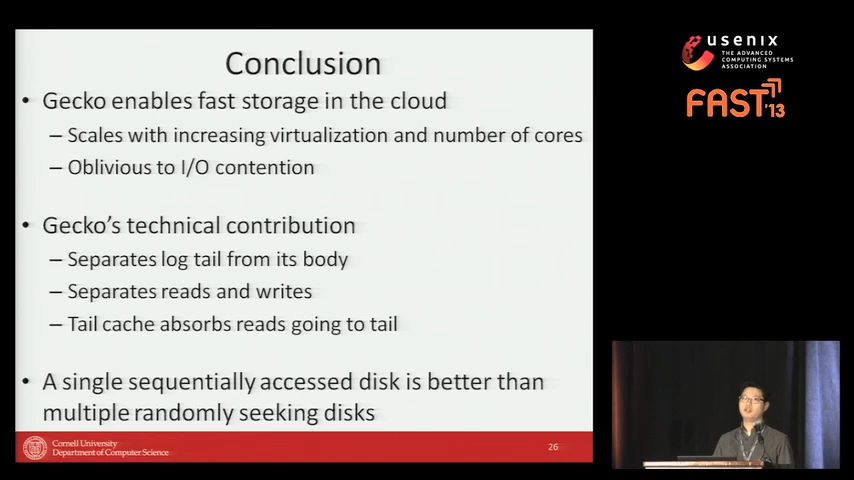 Conclusion
• Gecko enables fast storage in the cloud
– Scales with increasing virtualization and number of cores
– Oblivious to I/O contention
• Gecko's technical contribution
– Separates log tail from its body
– Separates reads and writes
– Tail cache absorbs reads going to tail
• A single sequentially accessed disk is better than
multiple randomly seeking disks
Cornell University
Department of Computer Science
26
usenix
THE ADVANCED
COMPUTING SYSTEMS
ASSOCIATION
FAST'13